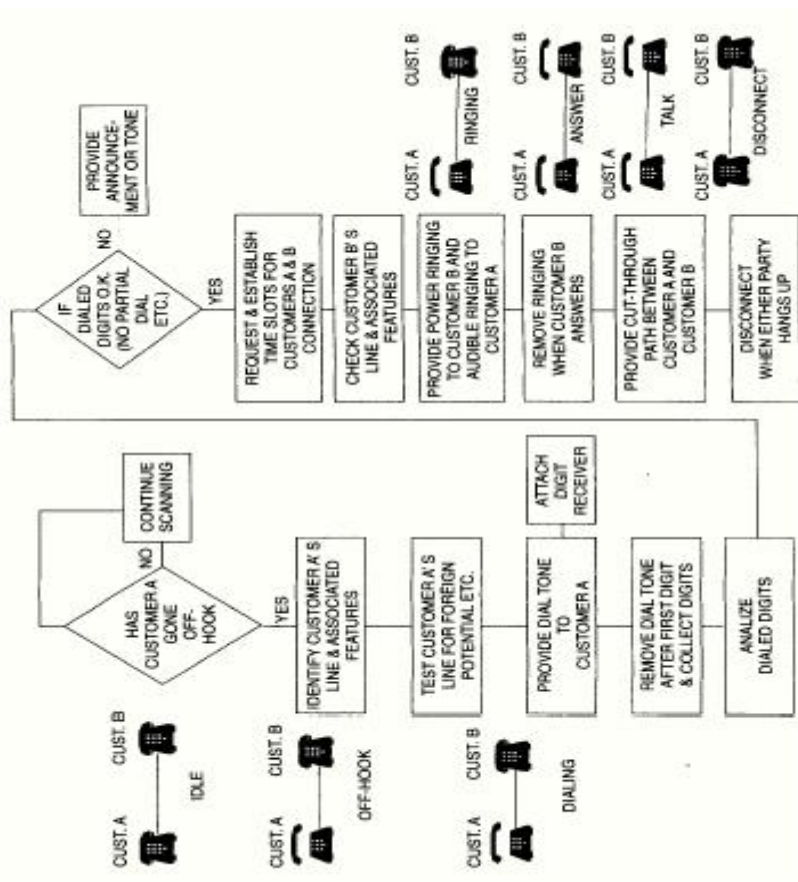 CUST. A
CUST. B
IDLE
HAS
CUSTOMER A
GONE
OFF-
HOOK
NO
CONTINUE
SCANNING
YES
CUST. A
CUST. B
OFF-HOOK
IDENTIFY CUSTOMER A'S
LINE & ASSOCIATED
FEATURES
TEST CUSTOMER A'S
LINE FOR FOREIGN
POTENTIAL ETC.
CUST. A
CUST. B
DIALING
PROVIDE DIAL TONE
TO
CUSTOMER A
ATTACH
DIGIT
RECEIVER
REMOVE DIAL TONE
AFTER FIRST DIGIT
& COLLECT DIGITS
ANALIZE
DIALED DIGITS
IF
DIALED
DIGITS O.K.
(NO PARTIAL
DIAL
ETC.)
NO
PROVIDE
ANNOUNCE-
MENT OR TONE
YES
REQUEST & ESTABLISH
TIME SLOTS FOR
CUSTOMERS A & B
CONNECTION
CHECK CUSTOMER B'S
LINE & ASSOCIATED
FEATURES
PROVIDE POWER RINGING
TO CUSTOMER B AND
AUDIBLE RINGING TO
CUSTOMER A
CUST. A
CUST. B
RINGING
REMOVE RINGING
WHEN CUSTOMER B
ANSWERS
CUST. A
CUST. B
ANSWER
PROVIDE CUT-THROUGH
PATH BETWEEN
CUSTOMER A AND
CUSTOMER B
CUST. A
CUST. B
TALK
DISCONNECT
WHEN EITHER PARTY
HANGS UP
CUST. A
CUST. B
DISCONNECT